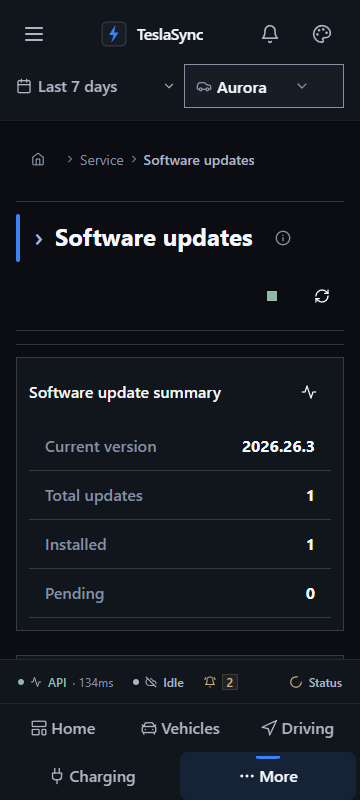 TeslaSync
Last 7 days
Aurora
Service
Software updates
Software updates
Software update summary
Current version 2026.26.3
Total updates 1
Installed 1
Pending 0
API · 134ms Idle 2 Status
Home Vehicles Driving
Charging More